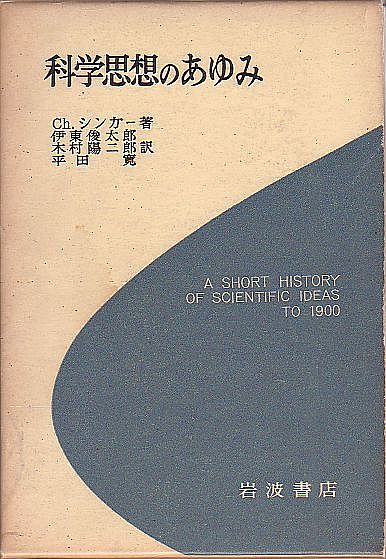 科学思想のあゆみ
Ch. シンガー 著
伊東俊太郎
木村陽二郎 訳
平田寛
A SHORT HISTORY
OF SCIENTIFIC IDEAS
TO 1900
岩波書店